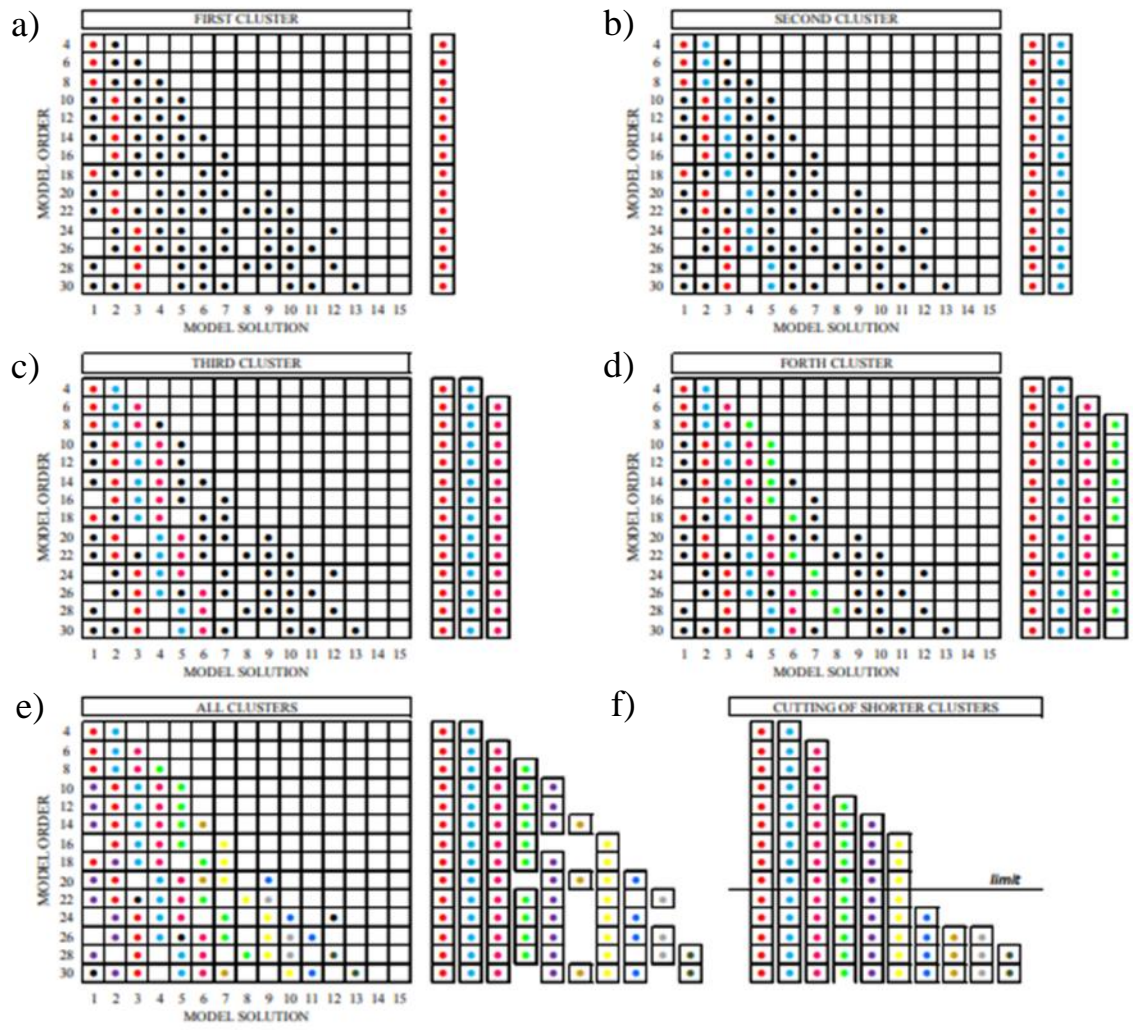 a)
FIRST CLUSTER
MODEL ORDER
4
6
8
10
12
14
16
18
20
22
24
26
28
30
1 2 3 4 5 6 7 8 9 10 11 12 13 14 15
MODEL SOLUTION
b)
SECOND CLUSTER
MODEL ORDER
4
6
8
10
12
14
16
18
20
22
24
26
28
30
1 2 3 4 5 6 7 8 9 10 11 12 13 14 15
MODEL SOLUTION
c)
THIRD CLUSTER
MODEL ORDER
4
6
8
10
12
14
16
18
20
22
24
26
28
30
1 2 3 4 5 6 7 8 9 10 11 12 13 14 15
MODEL SOLUTION
d)
FORTH CLUSTER
MODEL ORDER
4
6
8
10
12
14
16
18
20
22
24
26
28
30
1 2 3 4 5 6 7 8 9 10 11 12 13 14 15
MODEL SOLUTION
e)
ALL CLUSTERS
MODEL ORDER
4
6
8
10
12
14
16
18
20
22
24
26
28
30
1 2 3 4 5 6 7 8 9 10 11 12 13 14 15
MODEL SOLUTION
f)
CUTTING OF SHORTER CLUSTERS
limit